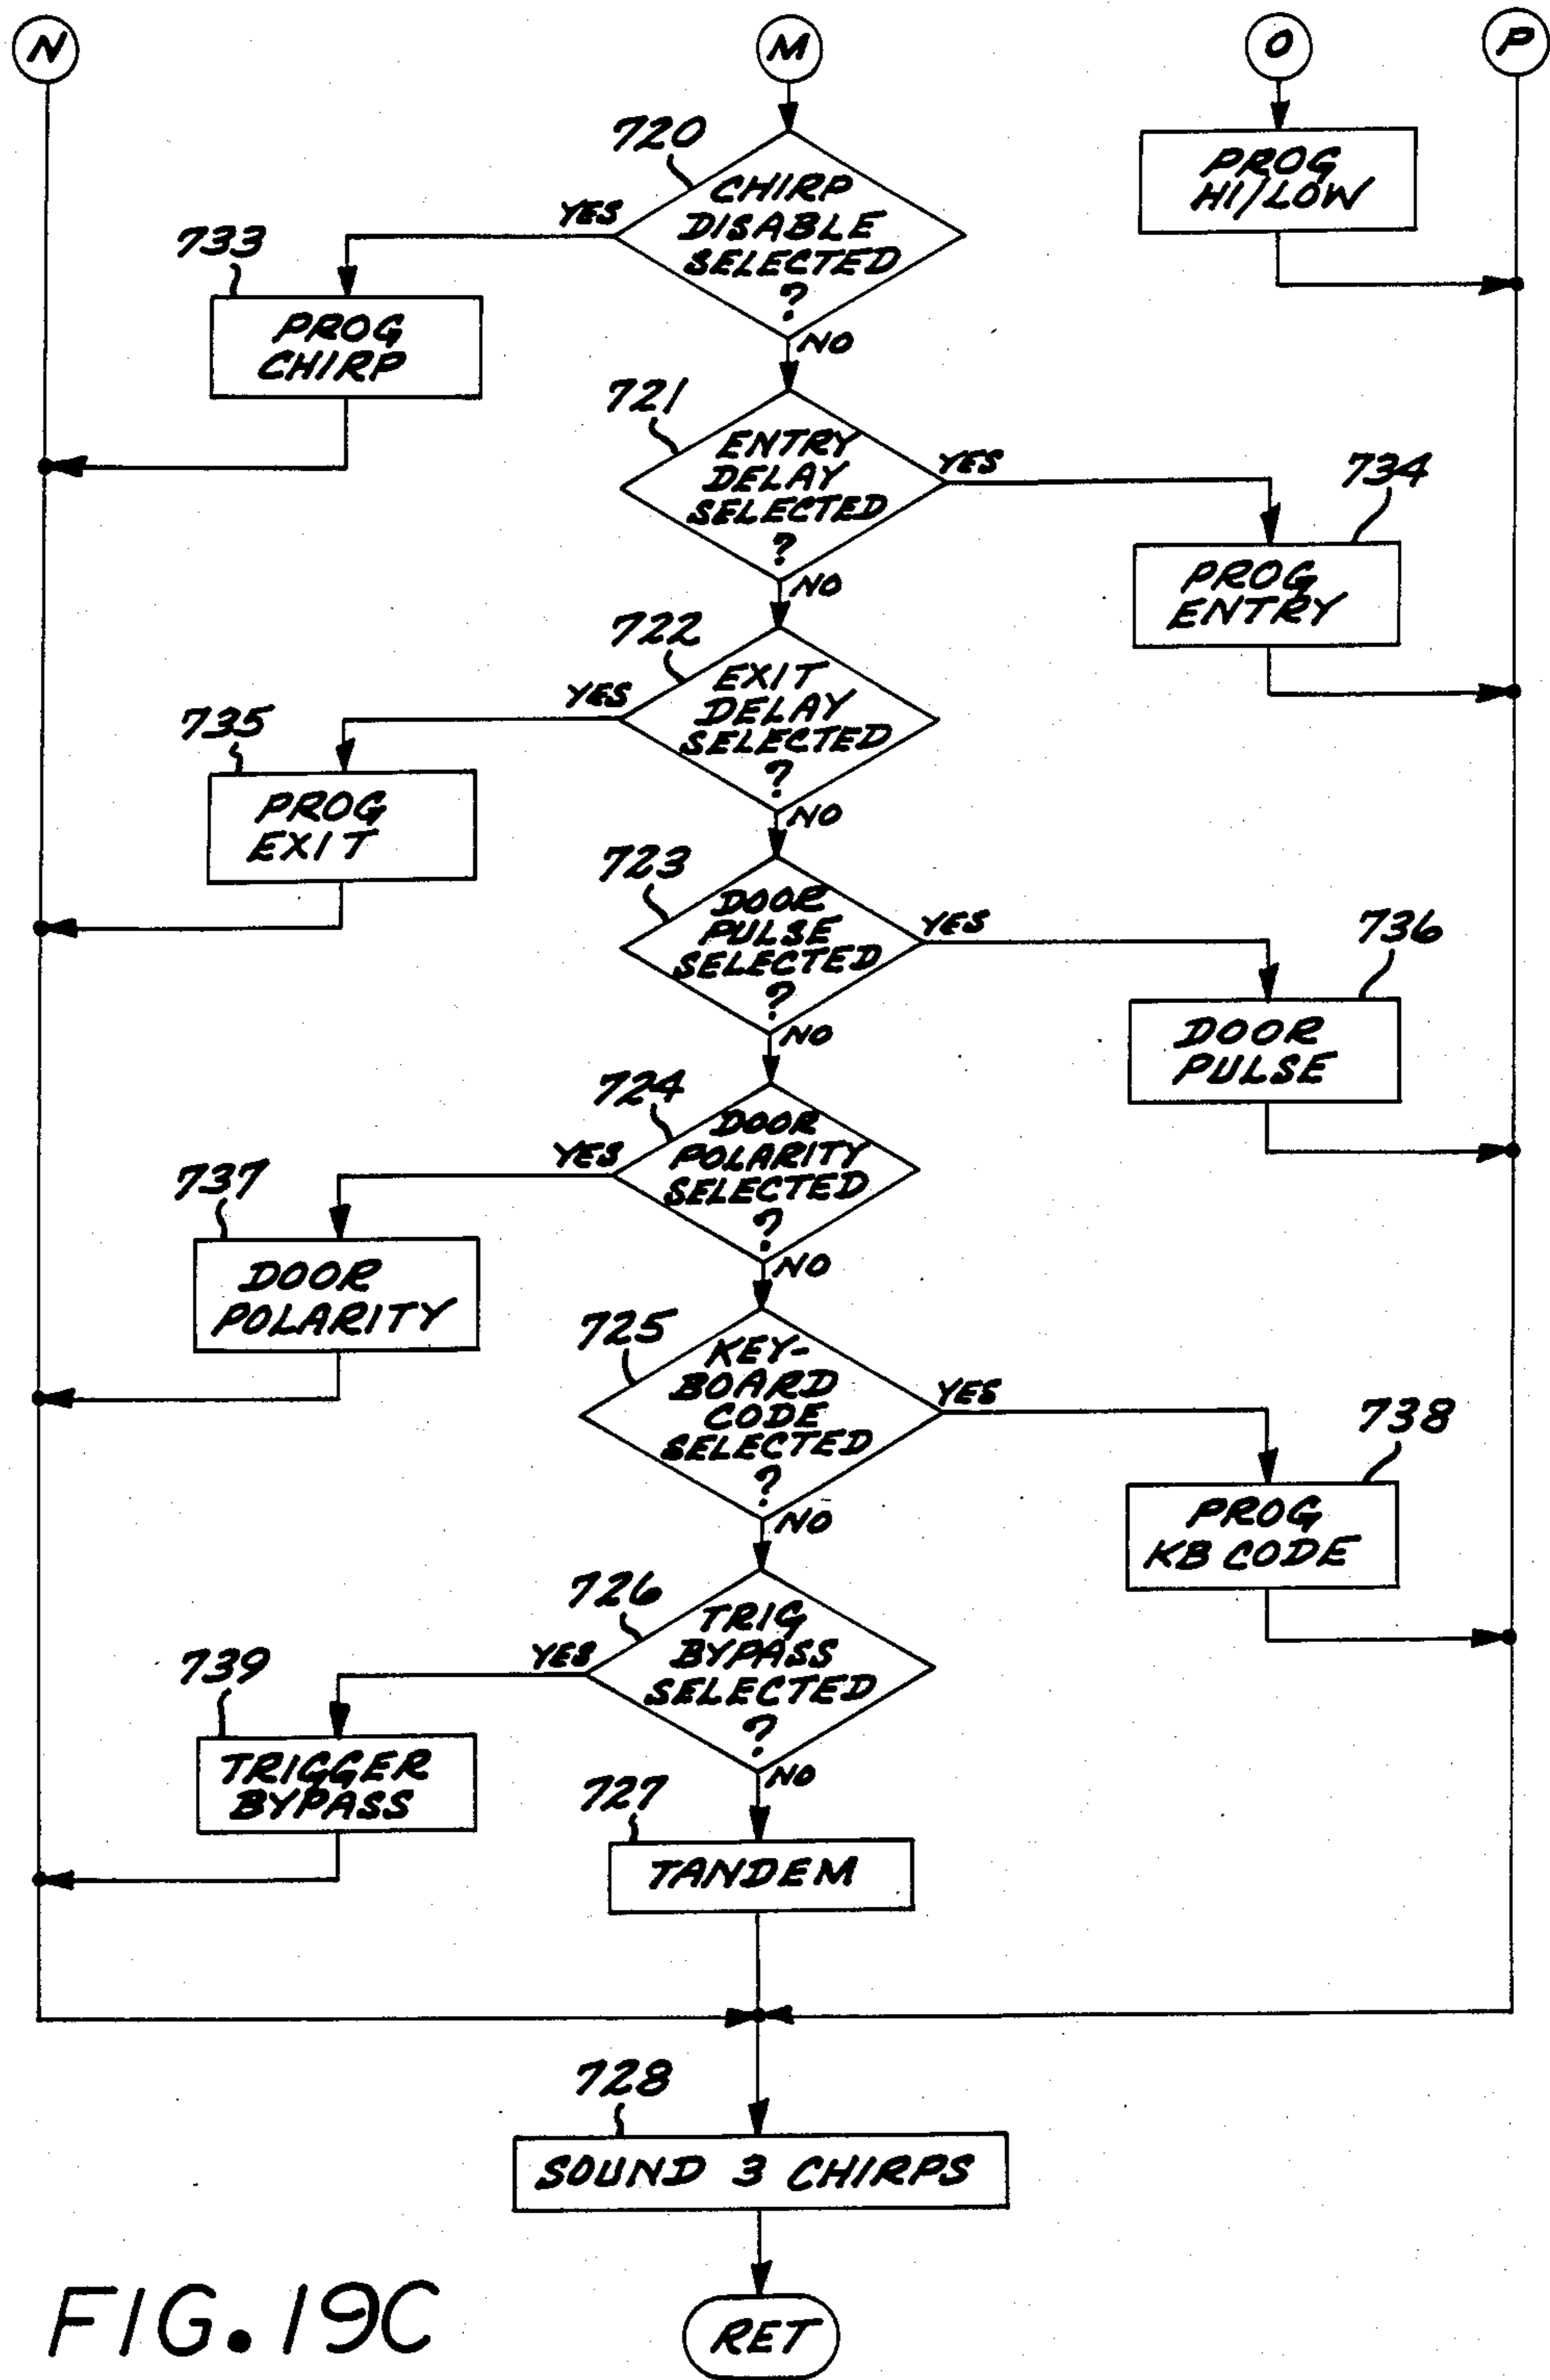 N
M
O
P
720
CHIRP
DISABLE
SELECTED
?
YES
NO
PROG
HI/LOW
733
PROG
CHIRP
721
ENTRY
DELAY
SELECTED
?
YES
NO
734
PROG
ENTRY
722
EXIT
DELAY
SELECTED
?
YES
NO
735
PROG
EXIT
723
DOOR
PULSE
SELECTED
?
YES
NO
736
DOOR
PULSE
724
DOOR
POLARITY
SELECTED
?
YES
NO
737
DOOR
POLARITY
725
KEY-
BOARD
CODE
SELECTED
?
YES
NO
738
PROG
KB CODE
726
TRIG
BYPASS
SELECTED
?
YES
NO
739
TRIGGER
BYPASS
727
TANDEM
728
SOUND 3 CHIRPS
RET
FIG. 19C